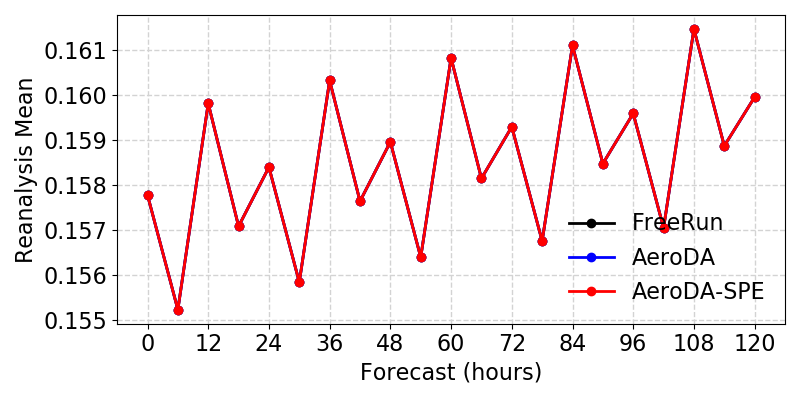 Reanalysis Mean
0.161
0.160
0.159
0.158
0.157
0.156
0.155
FreeRun
AeroDA
AeroDA-SPE
0 12 24 36 48 60 72 84 96 108 120
Forecast (hours)